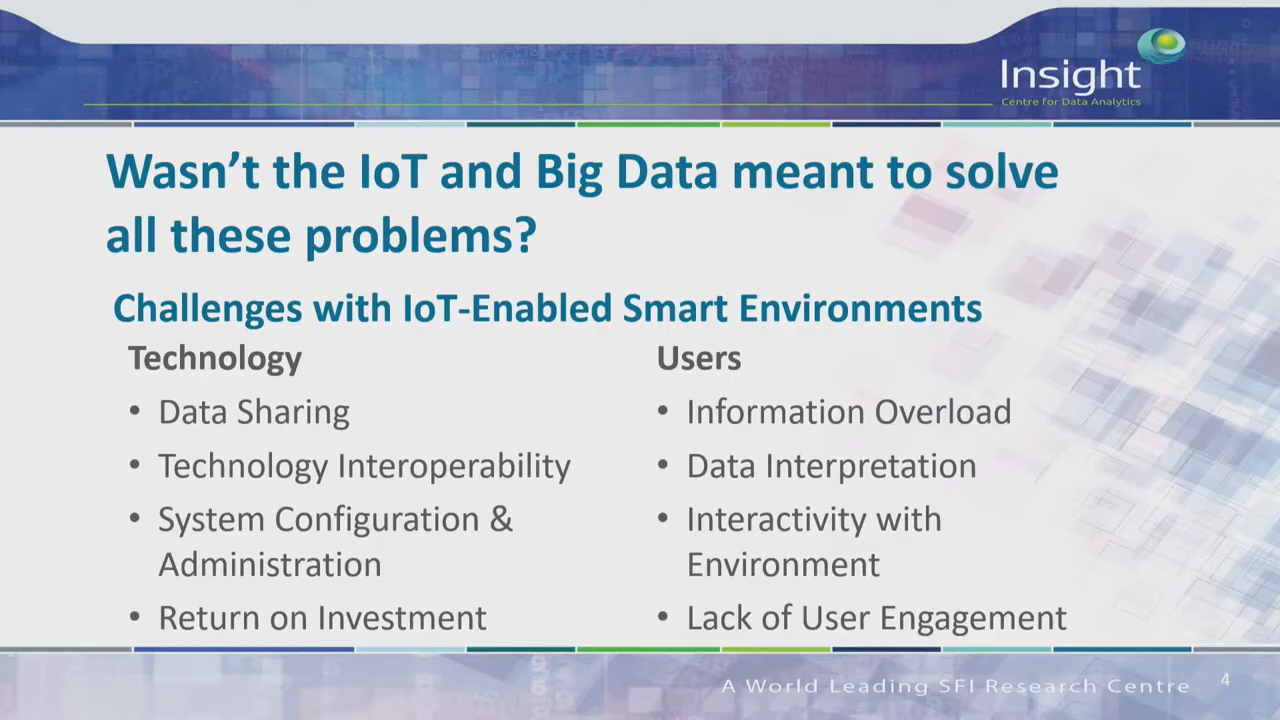 Insight
Centre for Data Analytics
Wasn’t the IoT and Big Data meant to solve
all these problems?
Challenges with IoT-Enabled Smart Environments
Technology
• Data Sharing
• Technology Interoperability
• System Configuration &
Administration
• Return on Investment
Users
• Information Overload
• Data Interpretation
• Interactivity with
Environment
• Lack of User Engagement
A World Leading SFI Research Centre
4